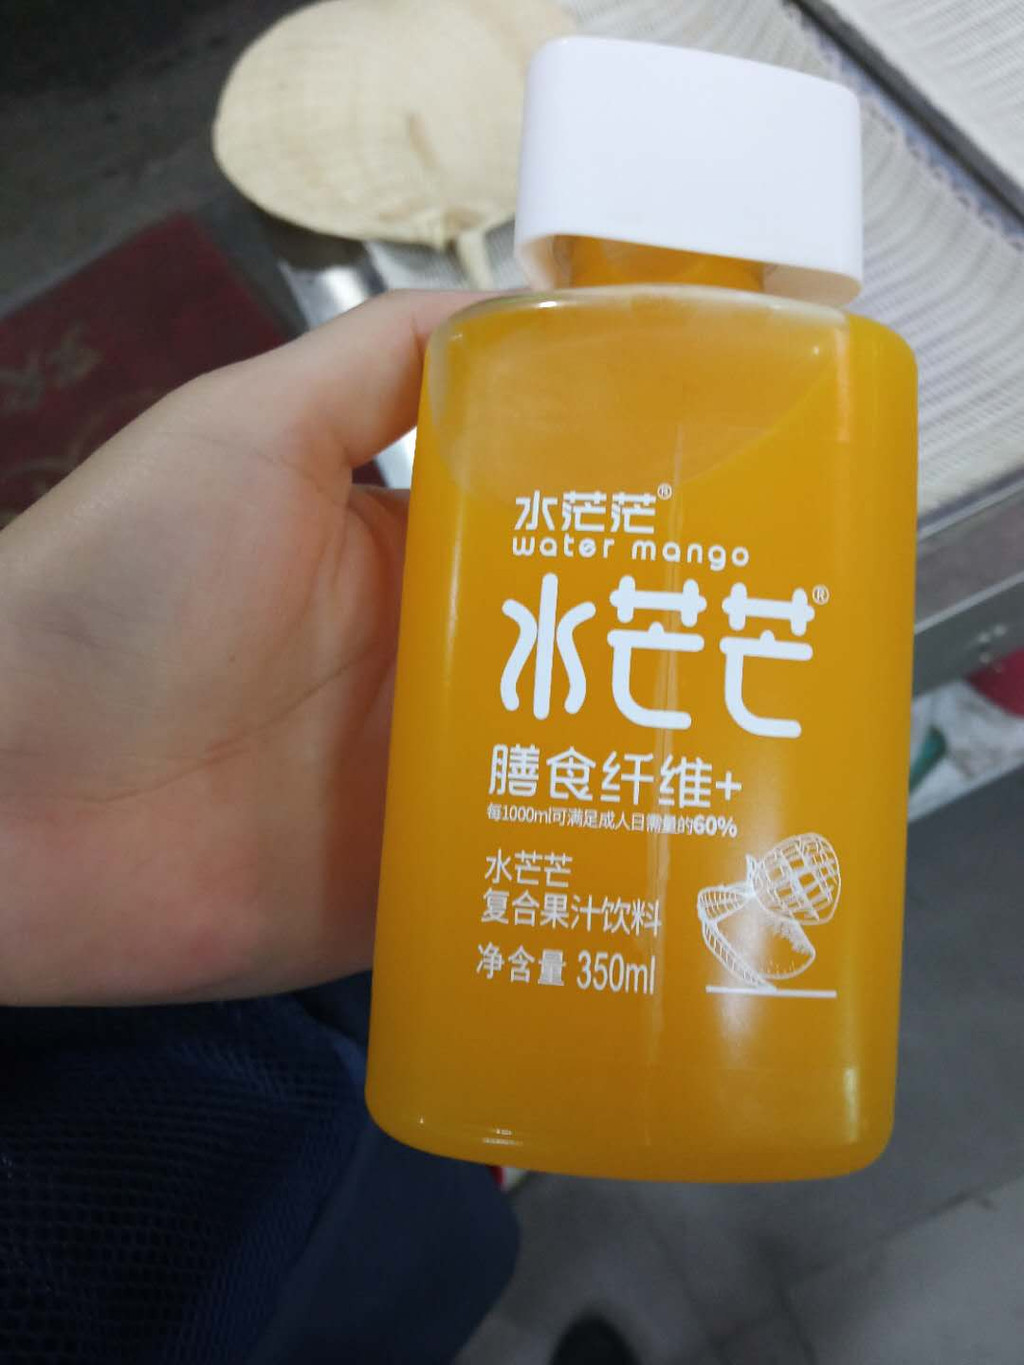 水茫茫®
water mango
水芒芒®
膳食纤维+
每1000ml可满足成人日需量的60%
水芒芒
复合果汁饮料
净含量 350ml